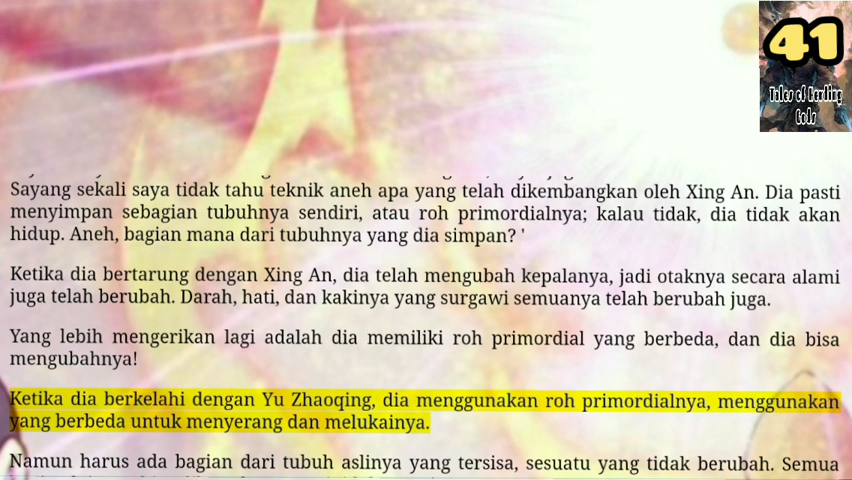 41
Tales of Herding
Gods
Sayang sekali saya tidak tahu teknik aneh apa yang telah dikembangkan oleh Xing An. Dia pasti
menyimpan sebagian tubuhnya sendiri, atau roh primordialnya; kalau tidak, dia tidak akan
hidup. Aneh, bagian mana dari tubuhnya yang dia simpan? '
Ketika dia bertarung dengan Xing An, dia telah mengubah kepalanya, jadi otaknya secara alami
juga telah berubah. Darah, hati, dan kakinya yang surgawi semuanya telah berubah juga.
Yang lebih mengerikan lagi adalah dia memiliki roh primordial yang berbeda, dan dia bisa
mengubahnya!
Ketika dia berkelahi dengan Yu Zhaoqing, dia menggunakan roh primordialnya, menggunakan
yang berbeda untuk menyerang dan melukainya.
Namun harus ada bagian dari tubuh aslinya yang tersisa, sesuatu yang tidak berubah. Semua